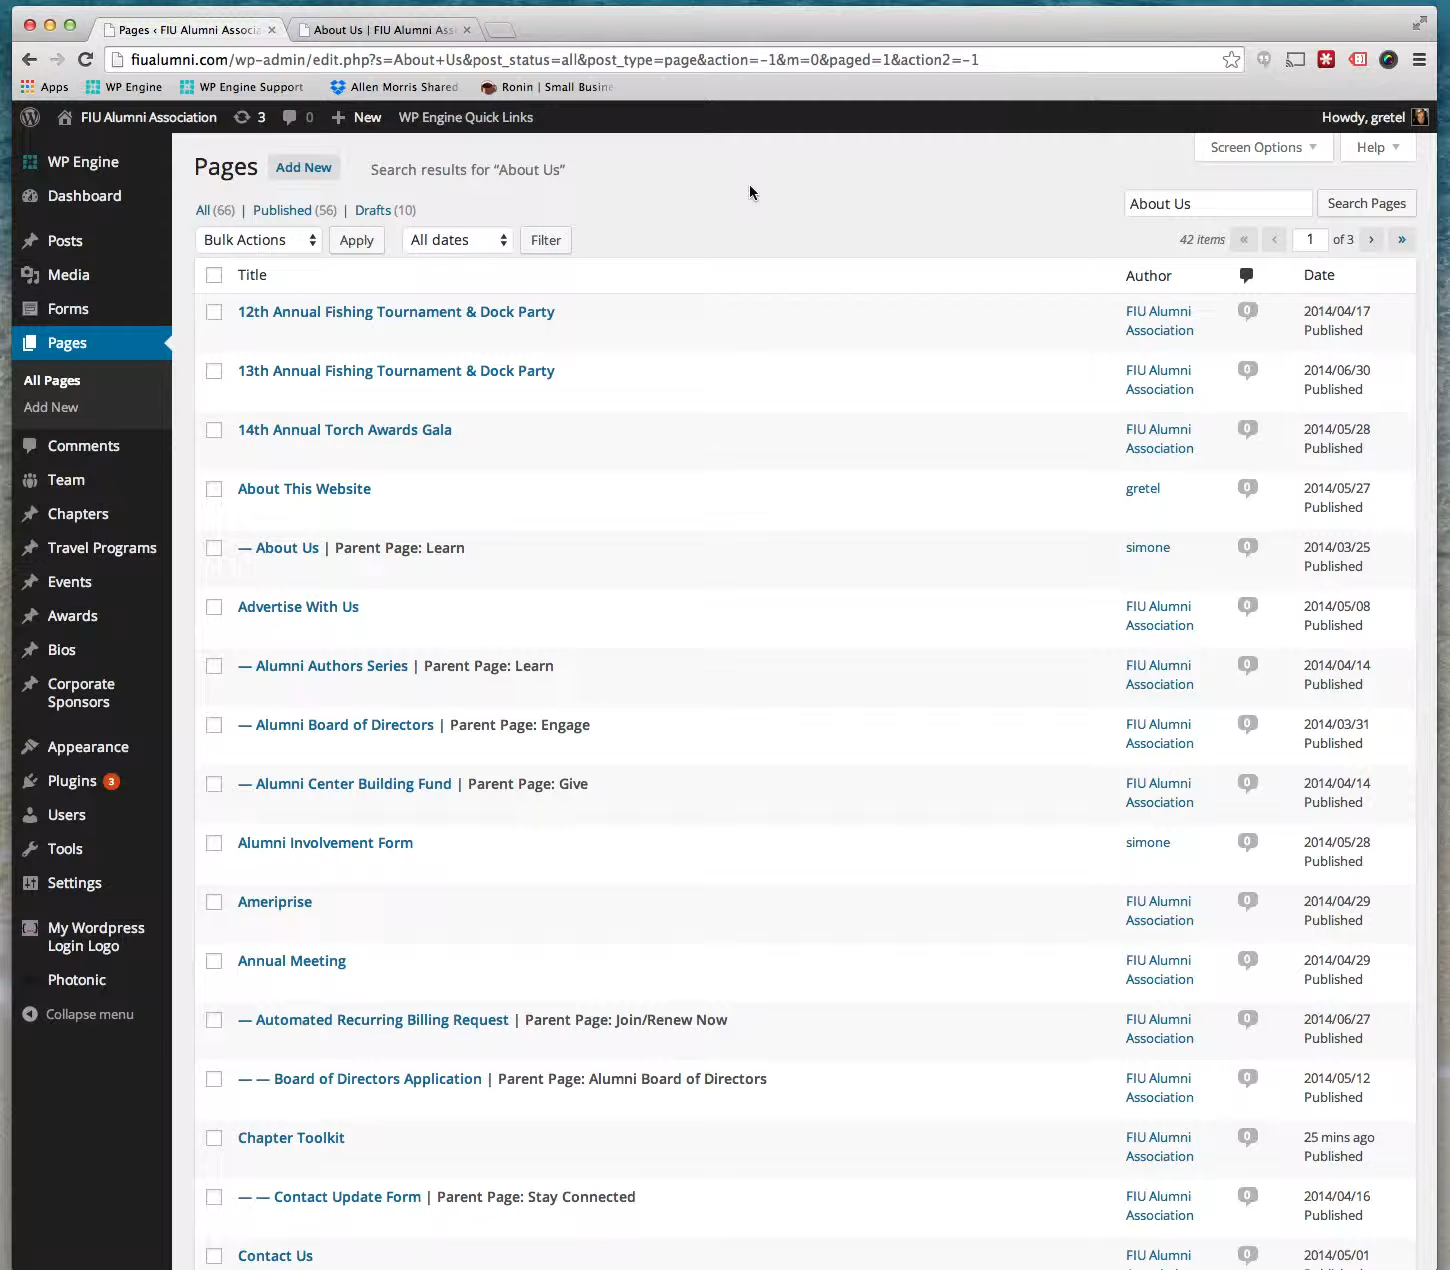 Pages ‹ FIU Alumni Associa
About Us | FIU Alumni Ass
fiualumni.com/wp-admin/edit.php?s=About+Us&post_status=all&post_type=page&action=-1&m=0&paged=1&action2=-1
Apps WP Engine WP Engine Support Allen Morris Shared Ronin | Small Busine
FIU Alumni Association 3 0 + New WP Engine Quick Links Howdy, gretel
WP Engine
Dashboard
Posts
Media
Forms
Pages
All Pages
Add New
Comments
Team
Chapters
Travel Programs
Events
Awards
Bios
Corporate
Sponsors
Appearance
Plugins 3
Users
Tools
Settings
My Wordpress
Login Logo
Photonic
Collapse menu
Screen Options Help
Pages Add New Search results for “About Us”
All (66) | Published (56) | Drafts (10)
About Us Search Pages
Bulk Actions Apply All dates Filter
42 items « ‹ 1 of 3 › »
Title Author Date
12th Annual Fishing Tournament & Dock Party FIU Alumni 0 2014/04/17
Association Published
13th Annual Fishing Tournament & Dock Party FIU Alumni 0 2014/06/30
Association Published
14th Annual Torch Awards Gala FIU Alumni 0 2014/05/28
Association Published
About This Website gretel 0 2014/05/27
Published
— About Us | Parent Page: Learn simone 0 2014/03/25
Published
Advertise With Us FIU Alumni 0 2014/05/08
Association Published
— Alumni Authors Series | Parent Page: Learn FIU Alumni 0 2014/04/14
Association Published
— Alumni Board of Directors | Parent Page: Engage FIU Alumni 0 2014/03/31
Association Published
— Alumni Center Building Fund | Parent Page: Give FIU Alumni 0 2014/04/14
Association Published
Alumni Involvement Form simone 0 2014/05/28
Published
Ameriprise FIU Alumni 0 2014/04/29
Association Published
Annual Meeting FIU Alumni 0 2014/04/29
Association Published
— Automated Recurring Billing Request | Parent Page: Join/Renew Now FIU Alumni 0 2014/06/27
Association Published
— — Board of Directors Application | Parent Page: Alumni Board of Directors FIU Alumni 0 2014/05/12
Association Published
Chapter Toolkit FIU Alumni 0 25 mins ago
Association Published
— — Contact Update Form | Parent Page: Stay Connected FIU Alumni 0 2014/04/16
Association Published
Contact Us FIU Alumni 0 2014/05/01